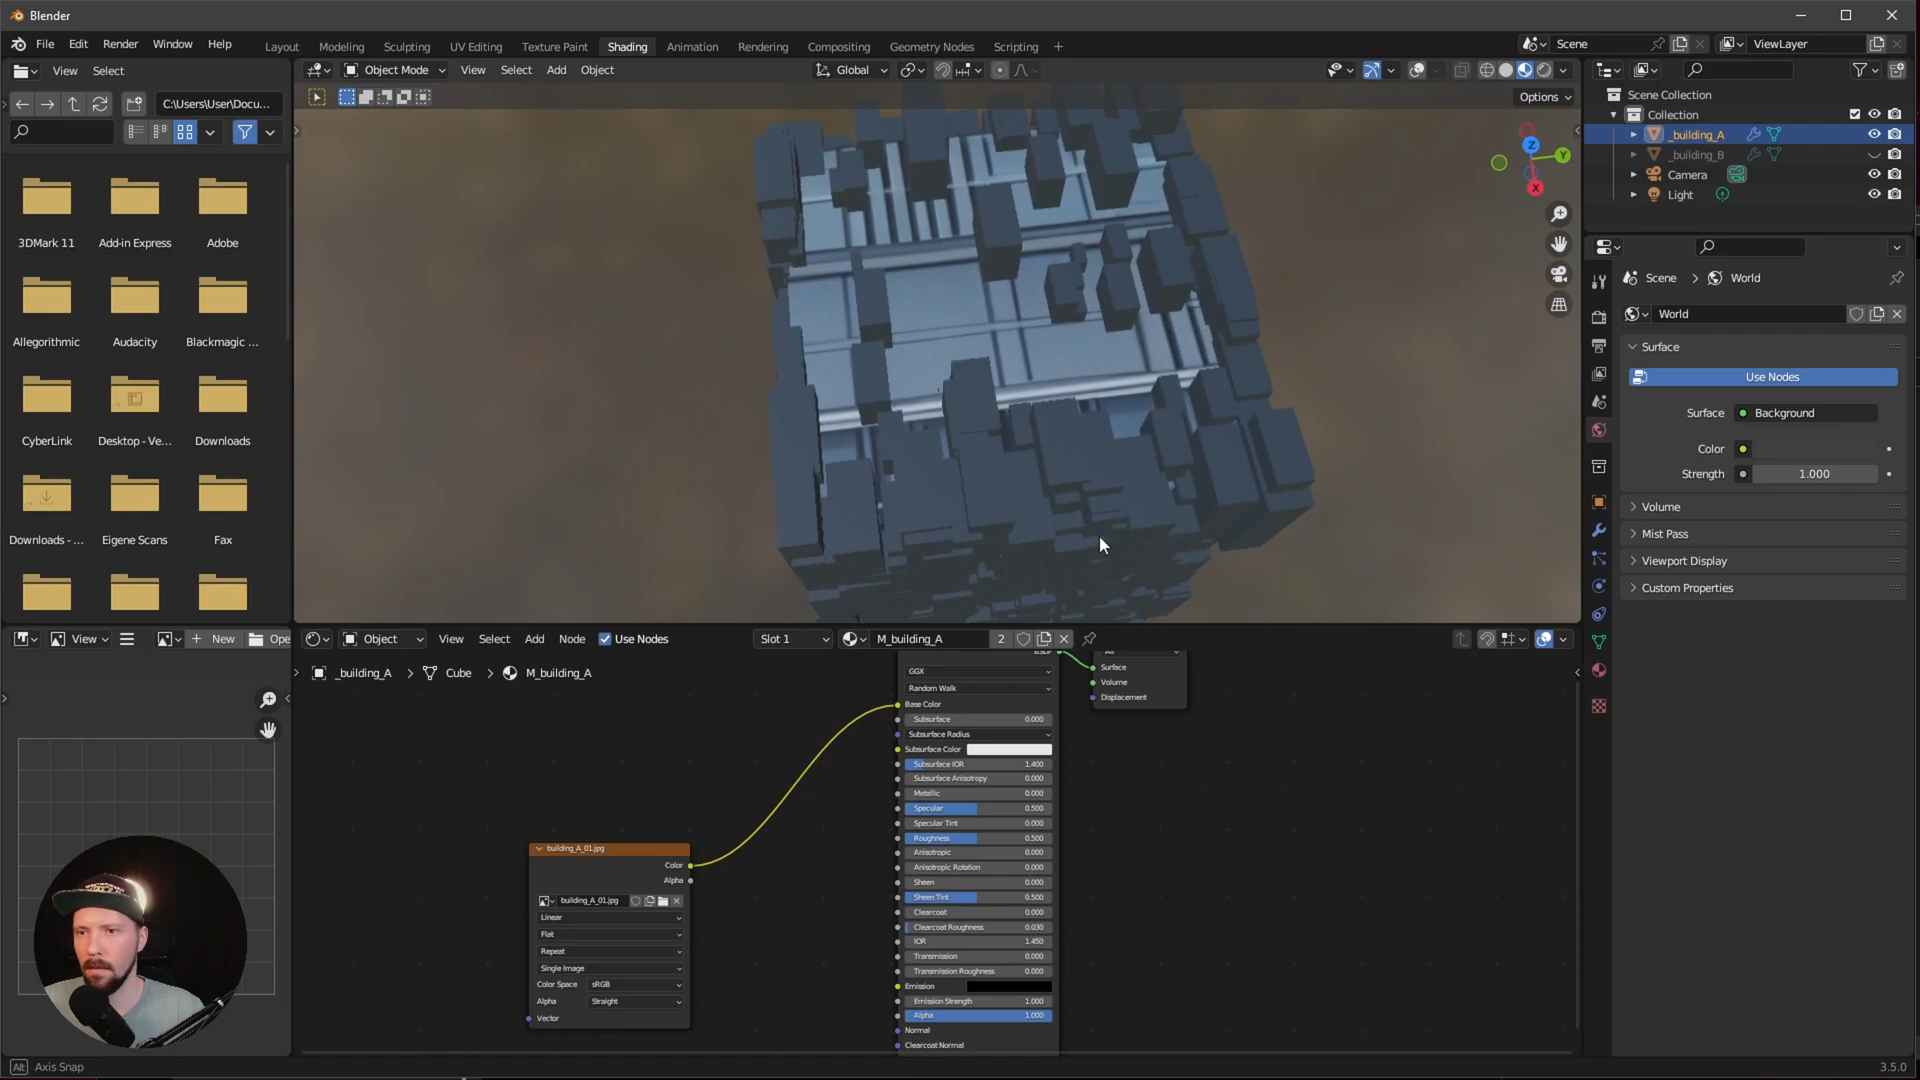 Blender
File Edit Render Window Help
Layout Modeling Sculpting UV Editing Texture Paint Shading Animation Rendering Compositing Geometry Nodes Scripting +
Scene
ViewLayer
View Select
Object Mode View Select Add Object
Global
C:\Users\User\Docu...
Options
Scene Collection
Collection
_building_A
_building_B
Camera
Light
Z
Y
X
3DMark 11 Add-in Express Adobe
Allegorithmic Audacity Blackmagic ...
CyberLink Desktop - Ve... Downloads
Downloads - ... Eigene Scans Fax
Scene > World
World
Surface
Use Nodes
Surface Background
Color
Strength 1.000
Volume
Mist Pass
Viewport Display
Custom Properties
View New Ope
Object View Select Add Node Use Nodes Slot 1 M_building_A 2
_building_A > Cube > M_building_A
BSDF
GGX
Random Walk
Base Color
Subsurface 0.000
Subsurface Radius
Subsurface Color
Subsurface IOR 1.400
Subsurface Anisotropy 0.000
Metallic 0.000
Specular 0.500
Specular Tint 0.000
Roughness 0.500
Anisotropic 0.000
Anisotropic Rotation 0.000
Sheen 0.000
Sheen Tint 0.500
Clearcoat 0.000
Clearcoat Roughness 0.030
IOR 1.450
Transmission 0.000
Transmission Roughness 0.000
Emission
Emission Strength 1.000
Alpha 1.000
Normal
Clearcoat Normal
All
Surface
Volume
Displacement
building_A_01.jpg
Color
Alpha
building_A_01.jpg
Linear
Flat
Repeat
Single Image
Color Space sRGB
Alpha Straight
Vector
Alt Axis Snap
3.5.0